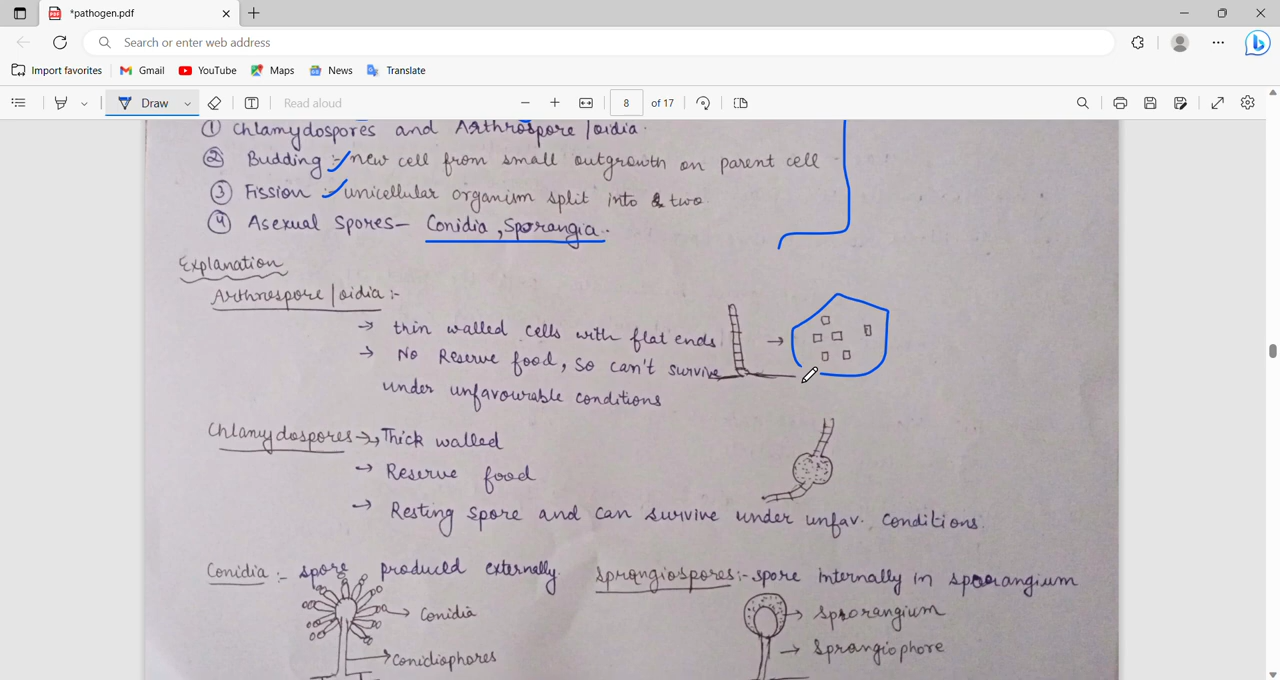 *pathogen.pdf
Search or enter web address
Import favorites Gmail YouTube Maps News Translate
Draw Read aloud 8 of 17
① Chlamydospores and Arthrospore/oidia.
② Budding :- new cell from small outgrowth on parent cell
③ Fission :- unicellular organism split into two
④ Asexual Spores- Conidia, Sporangia.
Explanation
Arthrospore/oidia :-
→ thin walled cells with flat ends
→ No Reserve food, So can't survive
under unfavourable conditions
Chlamydospores → Thick walled
→ Reserve food
→ Resting spore and can survive under unfav. conditions
Conidia :- spore produced externally.
Conidia
Conidiophores
Sprongiospores :- spore internally in sporangium
Sporangium
Sprangiophore